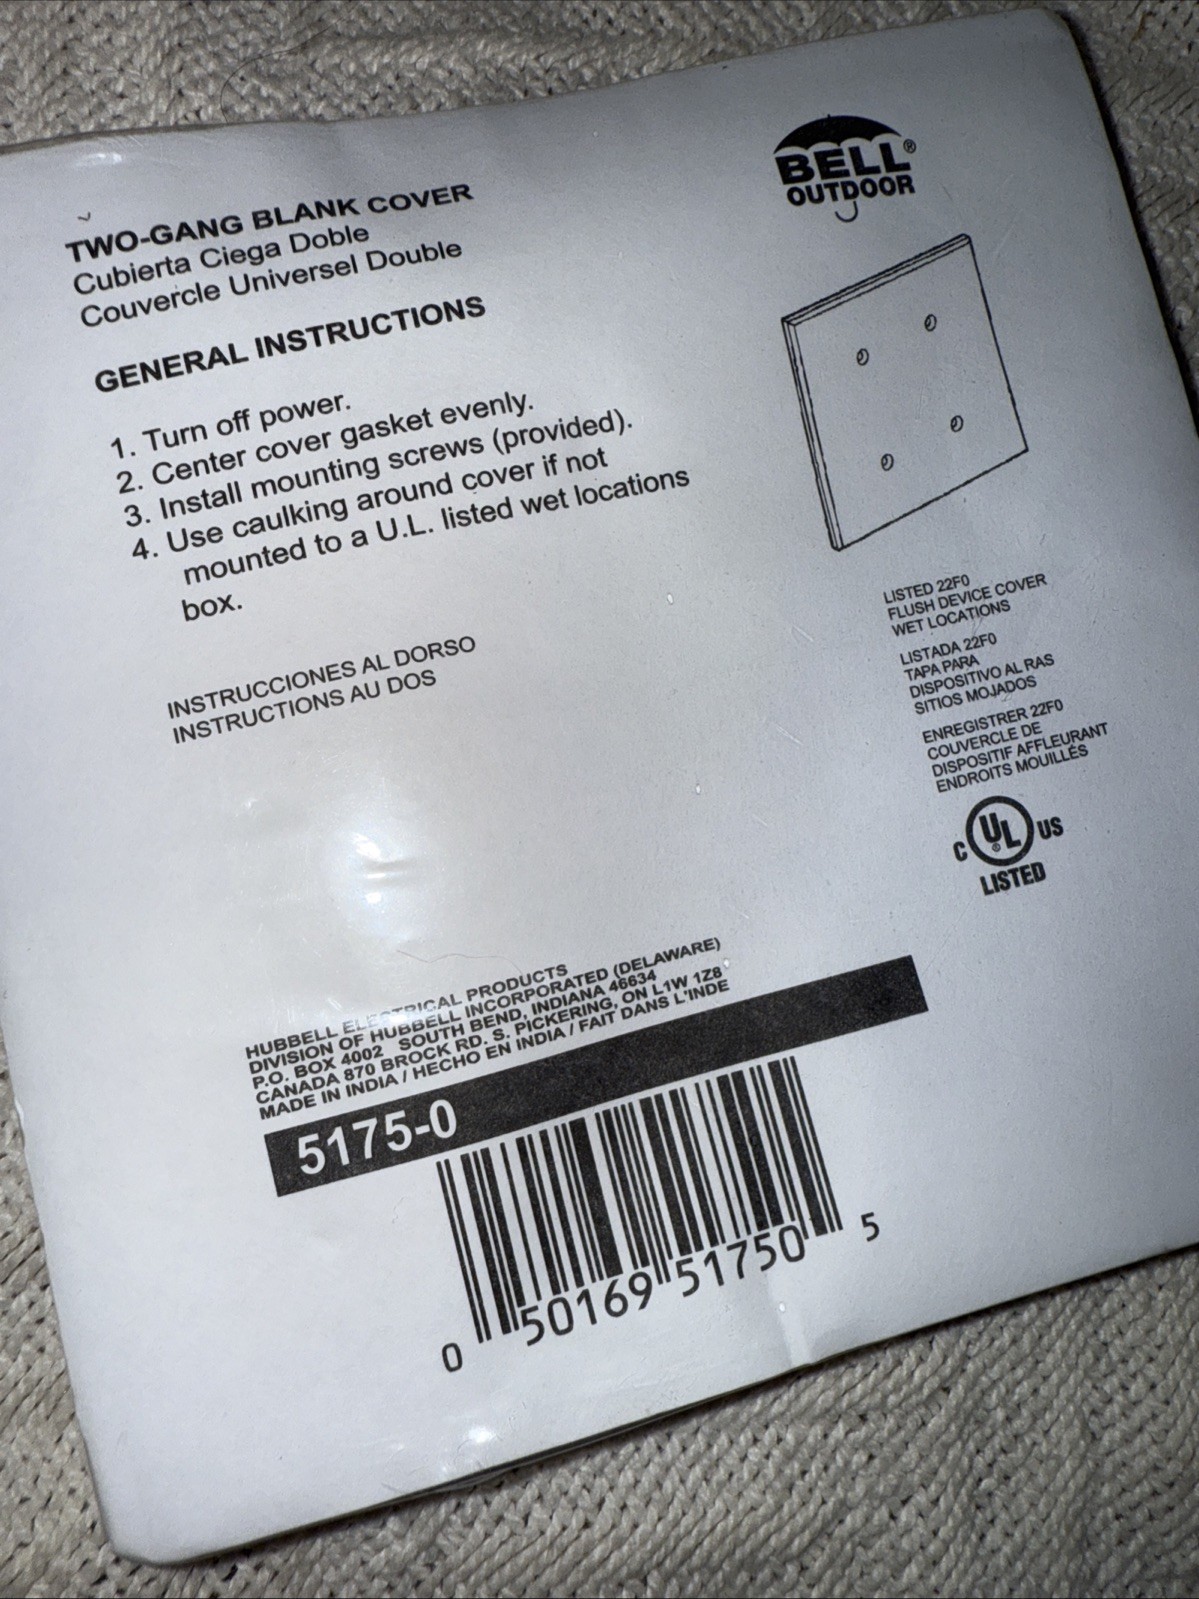 BELL®
OUTDOOR
TWO-GANG BLANK COVER
Cubierta Ciega Doble
Couvercle Universel Double
GENERAL INSTRUCTIONS
1. Turn off power.
2. Center cover gasket evenly.
3. Install mounting screws (provided).
4. Use caulking around cover if not
mounted to a U.L. listed wet locations
box.
INSTRUCCIONES AL DORSO
INSTRUCTIONS AU DOS
LISTED 22F0
FLUSH DEVICE COVER
WET LOCATIONS
LISTADA 22F0
TAPA PARA
DISPOSITIVO AL RAS
SITIOS MOJADOS
ENREGISTRER 22F0
COUVERCLE DE
DISPOSITIF AFFLEURANT
ENDROITS MOUILLÉS
C UL® US
LISTED
HUBBELL ELECTRICAL PRODUCTS
DIVISION OF HUBBELL INCORPORATED (DELAWARE)
P.O. BOX 4002 SOUTH BEND, INDIANA 46634
CANADA 870 BROCK RD. S. PICKERING, ON L1W 1Z8
MADE IN INDIA / HECHO EN INDIA / FAIT DANS L'INDE
5175-0
0 50169 51750 5